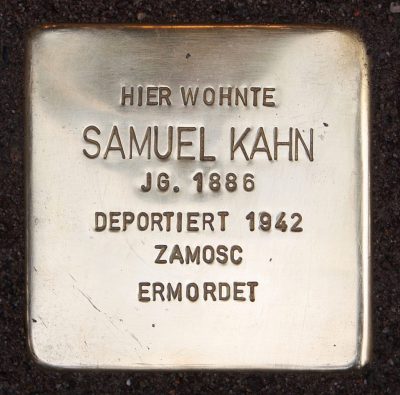 HIER WOHNTE
SAMUEL KAHN
JG. 1886
DEPORTIERT 1942
ZAMOSC
ERMORDET